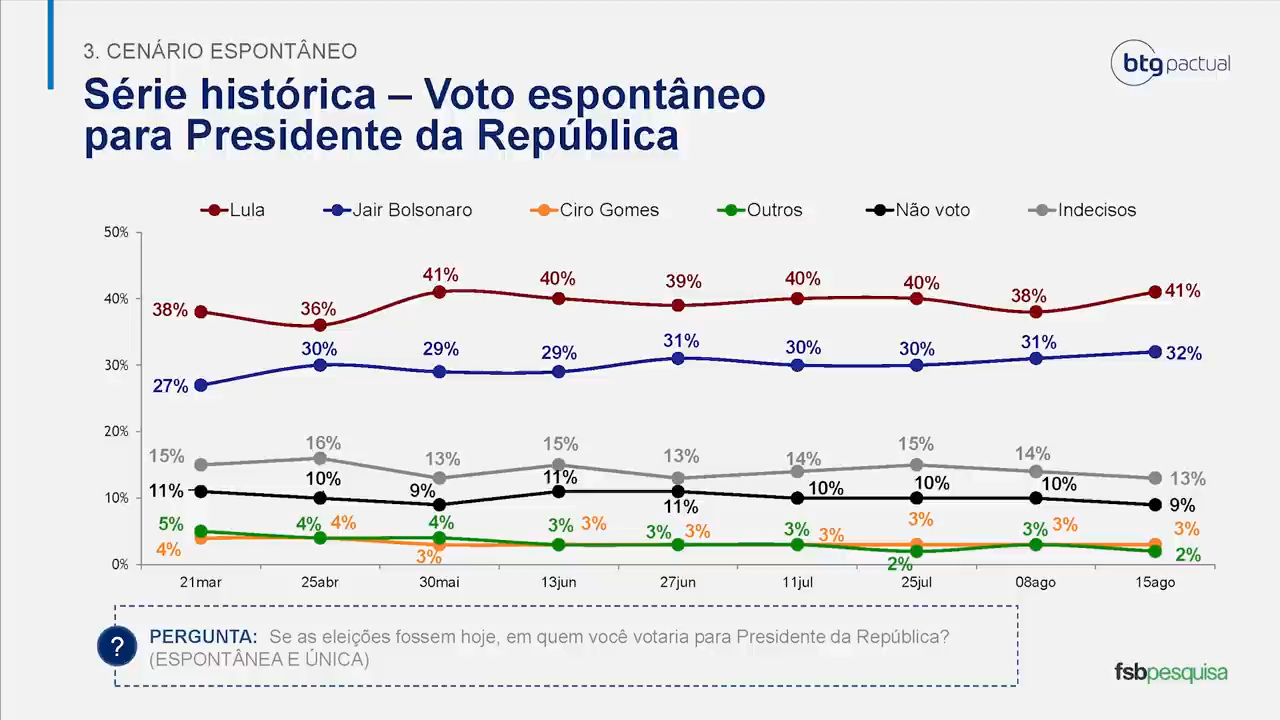 3. CENÁRIO ESPONTÂNEO
btg pactual
Série histórica – Voto espontâneo
para Presidente da República
Lula Jair Bolsonaro Ciro Gomes Outros Não voto Indecisos
50%
40%
30%
20%
10%
0%
38% 36% 41% 40% 39% 40% 40% 38% 41%
27% 30% 29% 29% 31% 30% 30% 31% 32%
15% 16% 13% 15% 13% 14% 15% 14% 13%
11% 10% 9% 11% 11% 10% 10% 10% 9%
5% 4% 4% 3% 3% 3% 2% 3% 2%
4% 4% 3% 3% 3% 3% 3% 3% 3%
21mar 25abr 30mai 13jun 27jun 11jul 25jul 08ago 15ago
? PERGUNTA: Se as eleições fossem hoje, em quem você votaria para Presidente da República?
(ESPONTÂNEA E ÚNICA)
fsbpesquisa